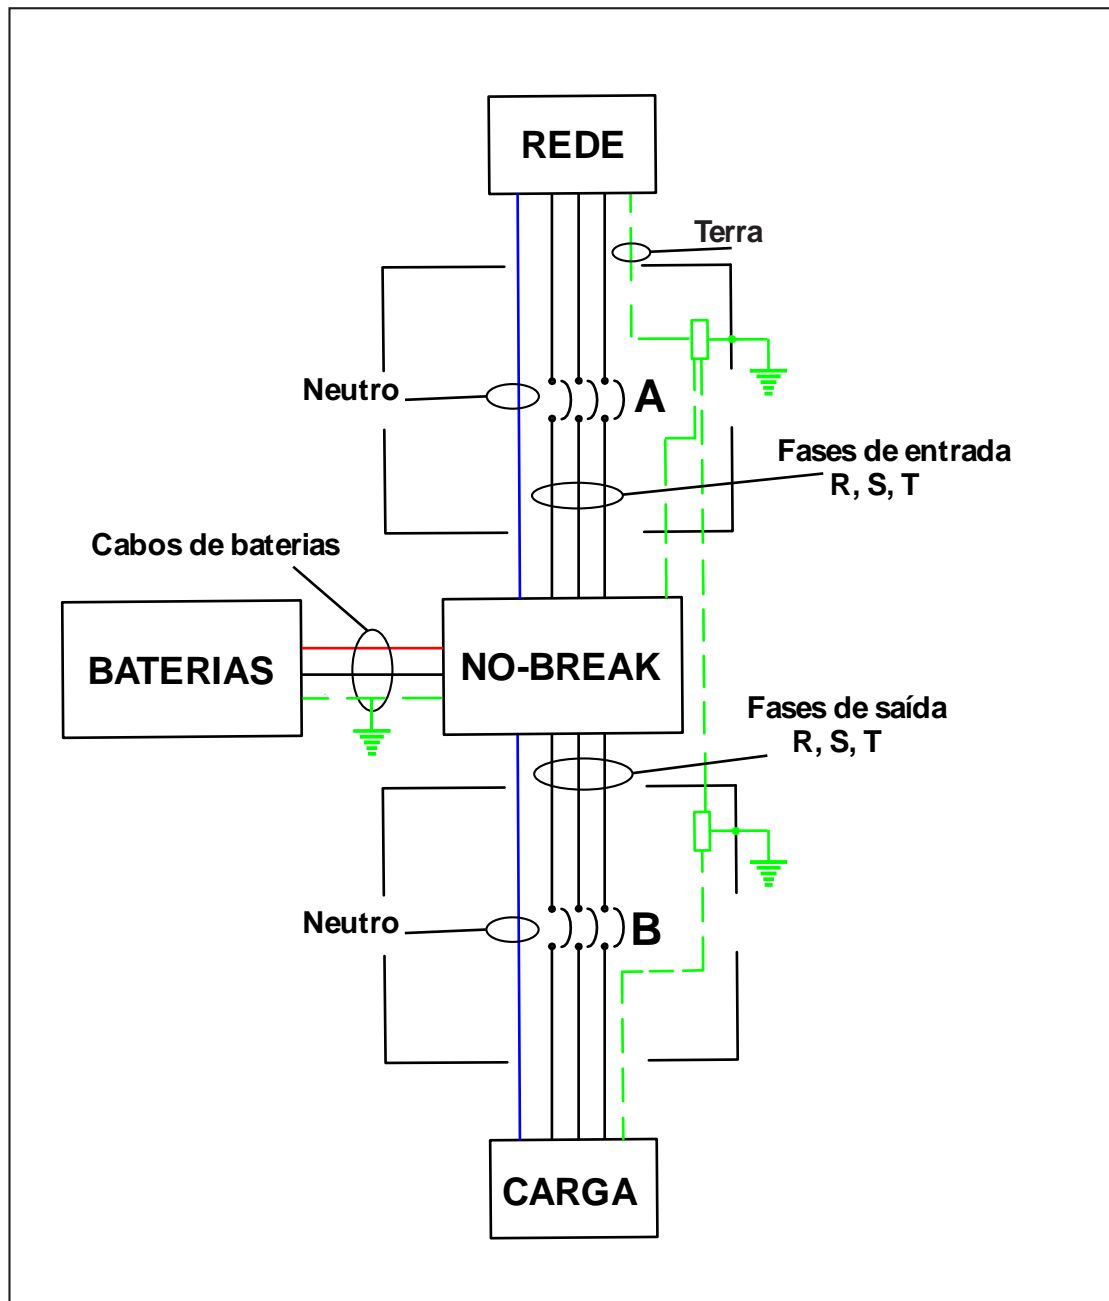 REDE
Terra
Neutro
A
Fases de entrada
R, S, T
Cabos de baterias
BATERIAS
NO-BREAK
Fases de saída
R, S, T
Neutro
B
CARGA